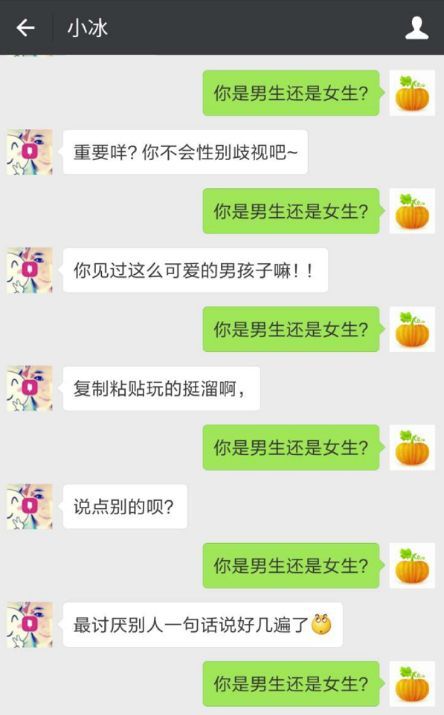 小冰
你是男生还是女生?
重要咩? 你不会性别歧视吧~
你是男生还是女生?
你见过这么可爱的男孩子嘛! !
你是男生还是女生?
复制粘贴玩的挺溜啊,
你是男生还是女生?
说点别的呗?
你是男生还是女生?
最讨厌别人一句话说好几遍了
你是男生还是女生?